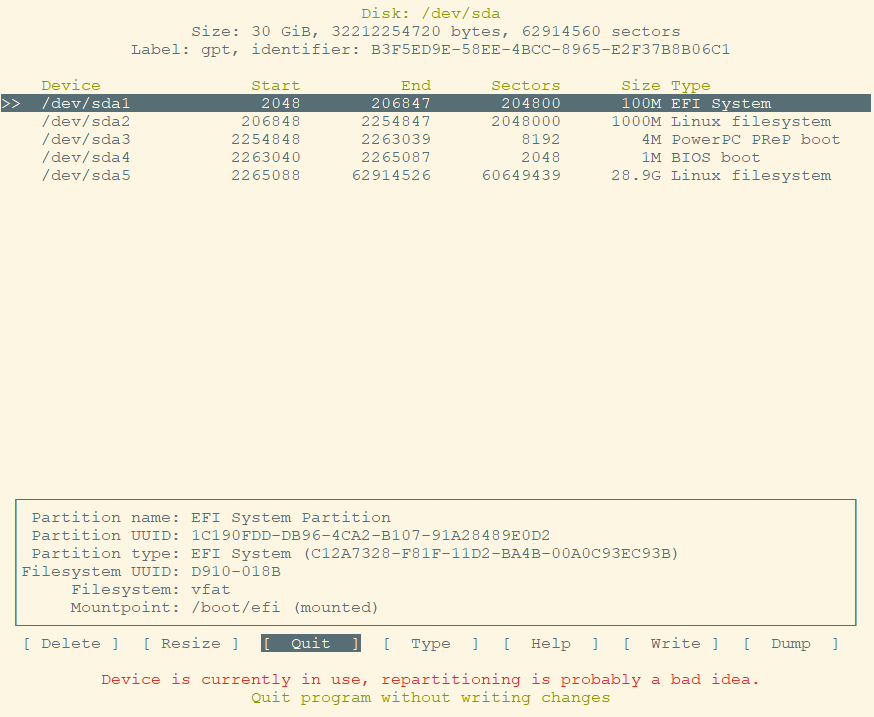 Disk: /dev/sda
Size: 30 GiB, 32212254720 bytes, 62914560 sectors
Label: gpt, identifier: B3F5ED9E-58EE-4BCC-8965-E2F37B8B06C1
Device Start End Sectors Size Type
>> /dev/sda1 2048 206847 204800 100M EFI System
/dev/sda2 206848 2254847 2048000 1000M Linux filesystem
/dev/sda3 2254848 2263039 8192 4M PowerPC PReP boot
/dev/sda4 2263040 2265087 2048 1M BIOS boot
/dev/sda5 2265088 62914526 60649439 28.9G Linux filesystem
Partition name: EFI System Partition
Partition UUID: 1C190FDD-DB96-4CA2-B107-91A28489E0D2
Partition type: EFI System (C12A7328-F81F-11D2-BA4B-00A0C93EC93B)
Filesystem UUID: D910-018B
Filesystem: vfat
Mountpoint: /boot/efi (mounted)
[ Delete ] [ Resize ] [ Quit ] [ Type ] [ Help ] [ Write ] [ Dump ]
Device is currently in use, repartitioning is probably a bad idea.
Quit program without writing changes